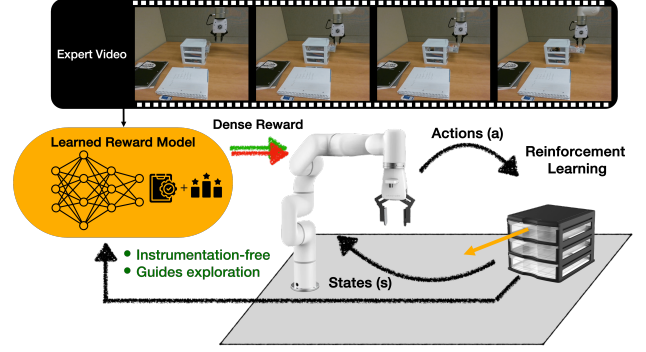 Expert Video
Learned Reward Model
Dense Reward
Actions (a)
Reinforcement
Learning
• Instrumentation-free
• Guides exploration
States (s)